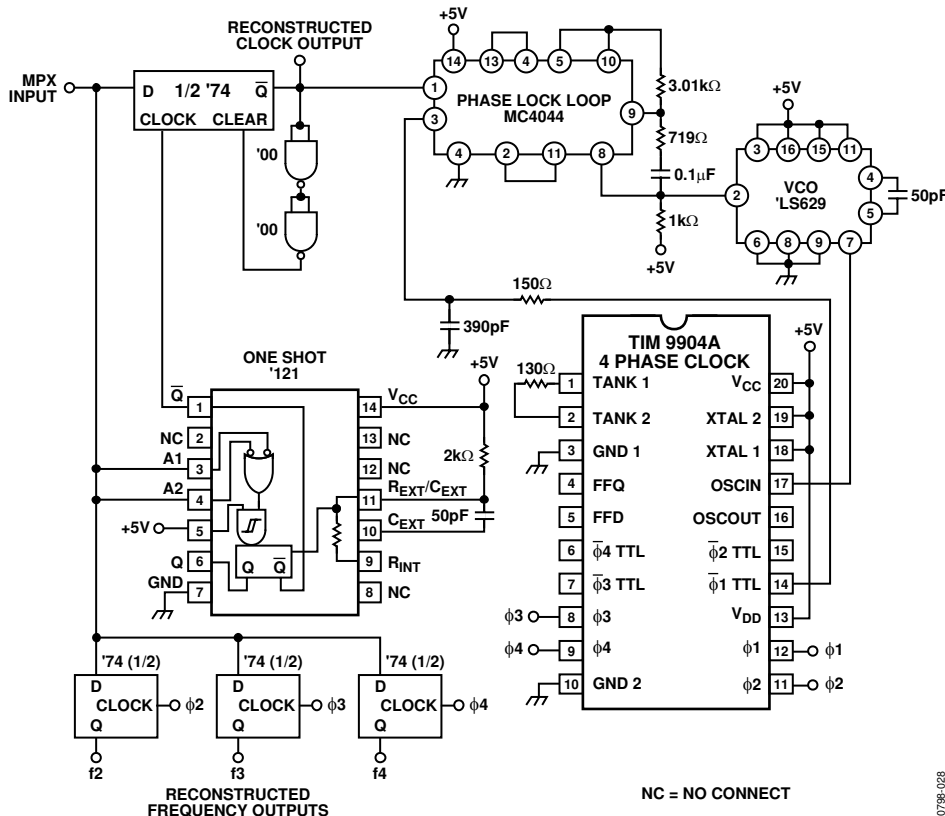 RECONSTRUCTED
CLOCK OUTPUT
MPX
INPUT
D 1/2 '74 Q̅
CLOCK CLEAR
'00
'00
+5V
14 13 4 5 10
1
3
PHASE LOCK LOOP
MC4044
9
4 2 11 8
3.01kΩ
719Ω
0.1μF
1kΩ
+5V
+5V
3 16 15 11
VCO
'LS629
2
4
5
50pF
6 8 9 7
150Ω
390pF
ONE SHOT
'121
+5V
Q̅ 1
NC 2
A1 3
A2 4
+5V 5
Q 6
GND 7
Q Q̅
14 VCC
13 NC
12 NC
11 REXT/CEXT
10 CEXT
9 RINT
8 NC
2kΩ
50pF
TIM 9904A
4 PHASE CLOCK
+5V
130Ω
1 TANK 1
2 TANK 2
3 GND 1
4 FFQ
5 FFD
6 ϕ̅4 TTL
7 ϕ̅3 TTL
ϕ3 8 ϕ3
ϕ4 9 ϕ4
10 GND 2
VCC 20
XTAL 2 19
XTAL 1 18
OSCIN 17
OSCOUT 16
ϕ̅2 TTL 15
ϕ̅1 TTL 14
VDD 13
ϕ1 12 ϕ1
ϕ2 11 ϕ2
'74 (1/2) '74 (1/2) '74 (1/2)
D D D
CLOCK ϕ2 CLOCK ϕ3 CLOCK ϕ4
Q Q Q
f2 f3 f4
RECONSTRUCTED
FREQUENCY OUTPUTS
NC = NO CONNECT
0798-028